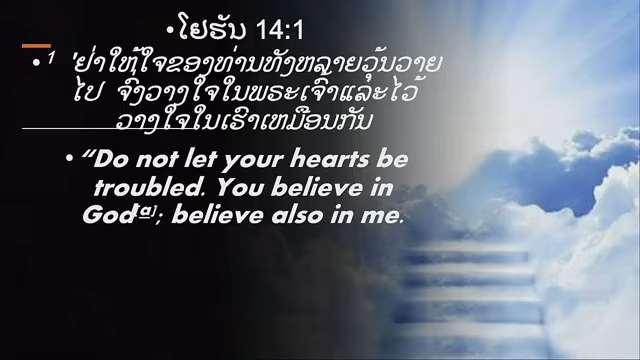 •ໂຢຮັນ 14:1
•1 'ຢ່າໃຫ້ໃຈຂອງທ່ານທັງຫລາຍວຸ້ນວາຍ
ໄປ ຈົ່ງວາງໃຈໃນພຣະເຈົ້າແລະໄວ້
ວາງໃຈໃນເຮົາເຫມືອນກັນ
• “Do not let your hearts be
troubled. You believe in
God[a]; believe also in me.